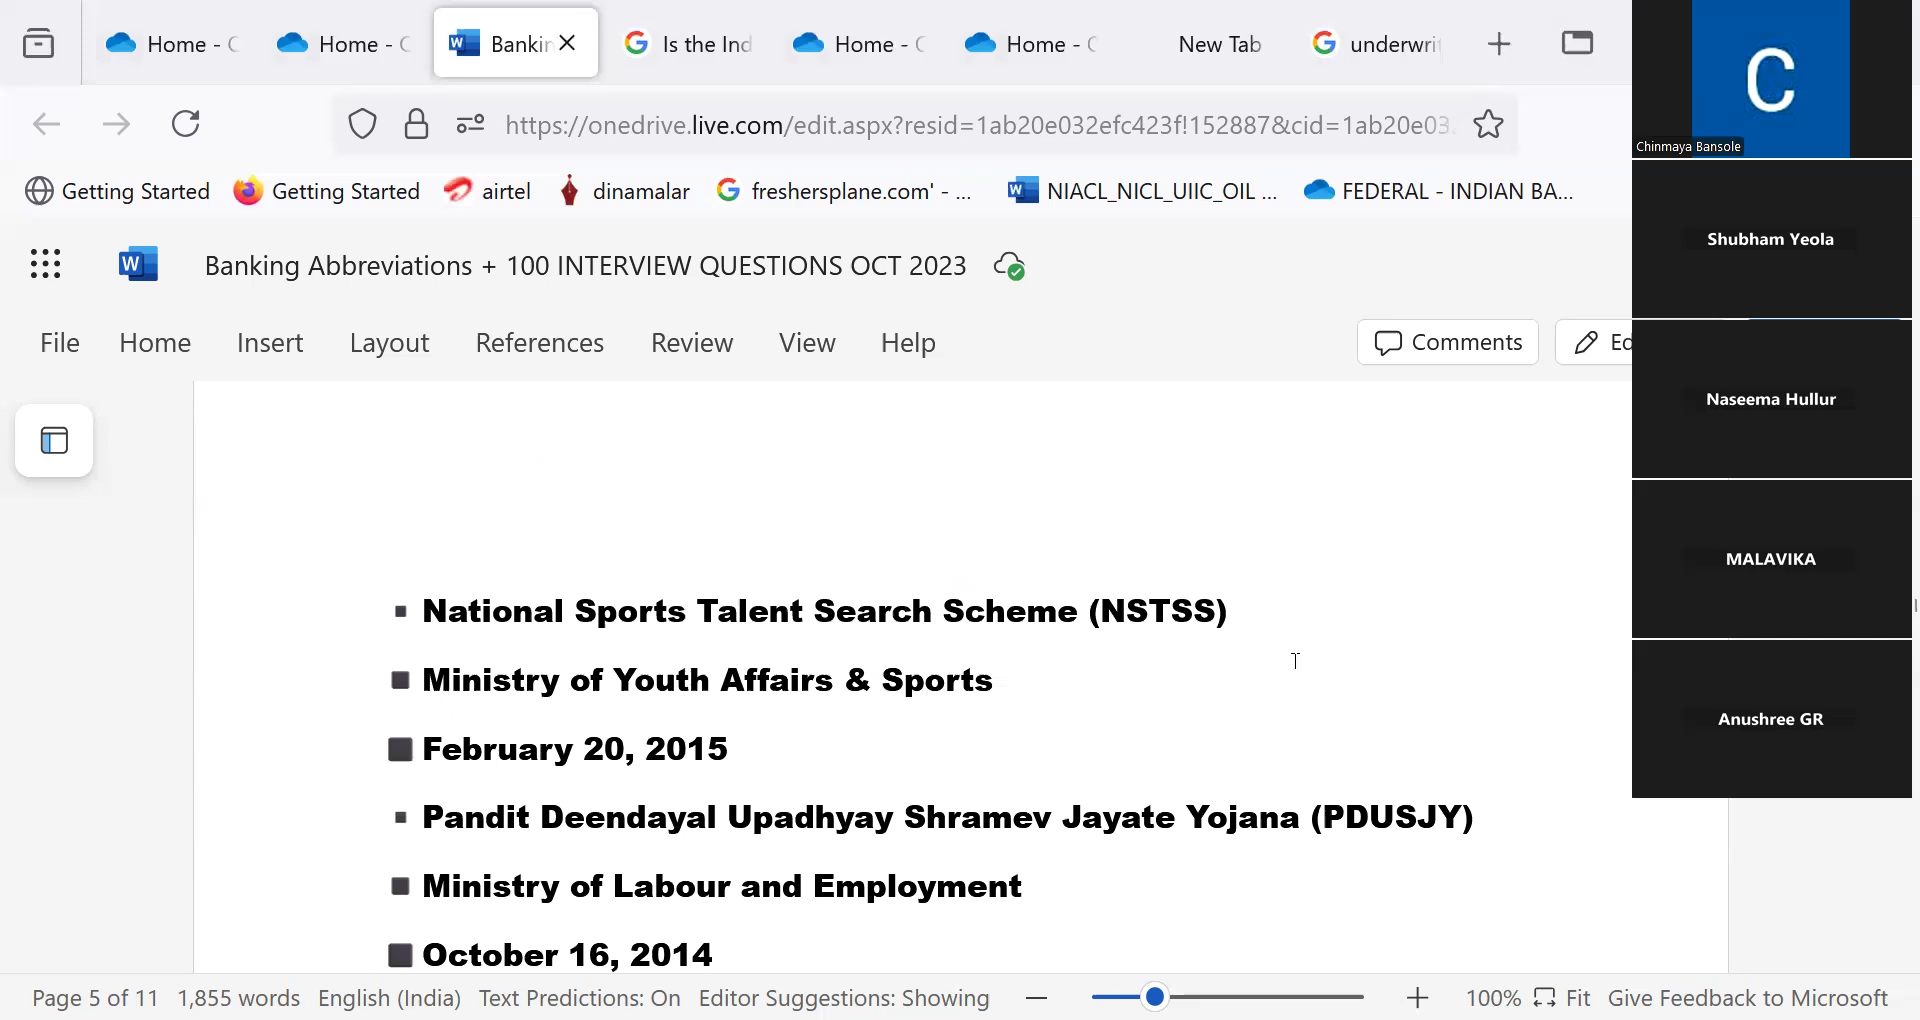 Home - C
Home - C
Bankin
Is the Ind
Home - C
Home - C
New Tab
underwri
https://onedrive.live.com/edit.aspx?resid=1ab20e032efc423f!152887&cid=1ab20e03
Getting Started
Getting Started
airtel
dinamalar
freshersplane.com' - ...
NIACL_NICL_UIIC_OIL ...
FEDERAL - INDIAN BA...
Banking Abbreviations + 100 INTERVIEW QUESTIONS OCT 2023
File Home Insert Layout References Review View Help
Comments
Ed
▪ National Sports Talent Search Scheme (NSTSS)
◾ Ministry of Youth Affairs & Sports
◼ February 20, 2015
▪ Pandit Deendayal Upadhyay Shramev Jayate Yojana (PDUSJY)
◾ Ministry of Labour and Employment
◼ October 16, 2014
Page 5 of 11 1,855 words English (India) Text Predictions: On Editor Suggestions: Showing 100% Fit Give Feedback to Microsoft
C
Chinmaya Bansole
Shubham Yeola
Naseema Hullur
MALAVIKA
Anushree GR